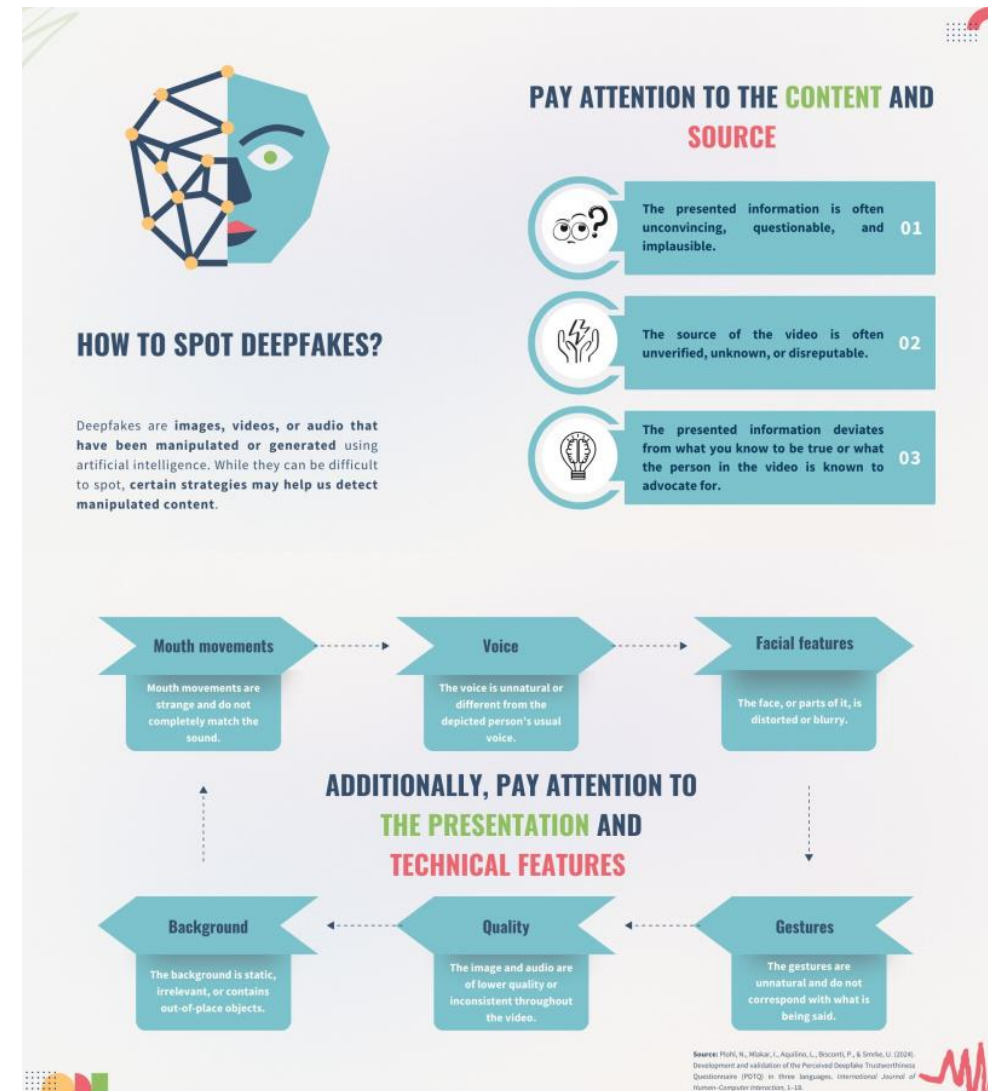 HOW TO SPOT DEEPFAKES?
Deepfakes are images, videos, or audio that
have been manipulated or generated using
artificial intelligence. While they can be difficult
to spot, certain strategies may help us detect
manipulated content.
PAY ATTENTION TO THE CONTENT AND
SOURCE
The presented information is often
unconvincing, questionable, and
implausible.
01
The source of the video is often
unverified, unknown, or disreputable.
02
The presented information deviates
from what you know to be true or what
the person in the video is known to
advocate for.
03
Mouth movements
Mouth movements are
strange and do not
completely match the
sound.
Voice
The voice is unnatural or
different from the
depicted person's usual
voice.
Facial features
The face, or parts of it, is
distorted or blurry.
ADDITIONALLY, PAY ATTENTION TO
THE PRESENTATION AND
TECHNICAL FEATURES
Background
The background is static,
irrelevant, or contains
out-of-place objects.
Quality
The image and audio are
of lower quality or
inconsistent throughout
the video.
Gestures
The gestures are
unnatural and do not
correspond with what is
being said.
Source: Plohl, N., Mlakar, I., Aquilino, L., Bisconti, P., & Smrke, U. (2024).
Development and validation of the Perceived Deepfake Trustworthiness
Questionnaire (PDTQ) in three languages. International Journal of
Human-Computer Interaction, 1–18.